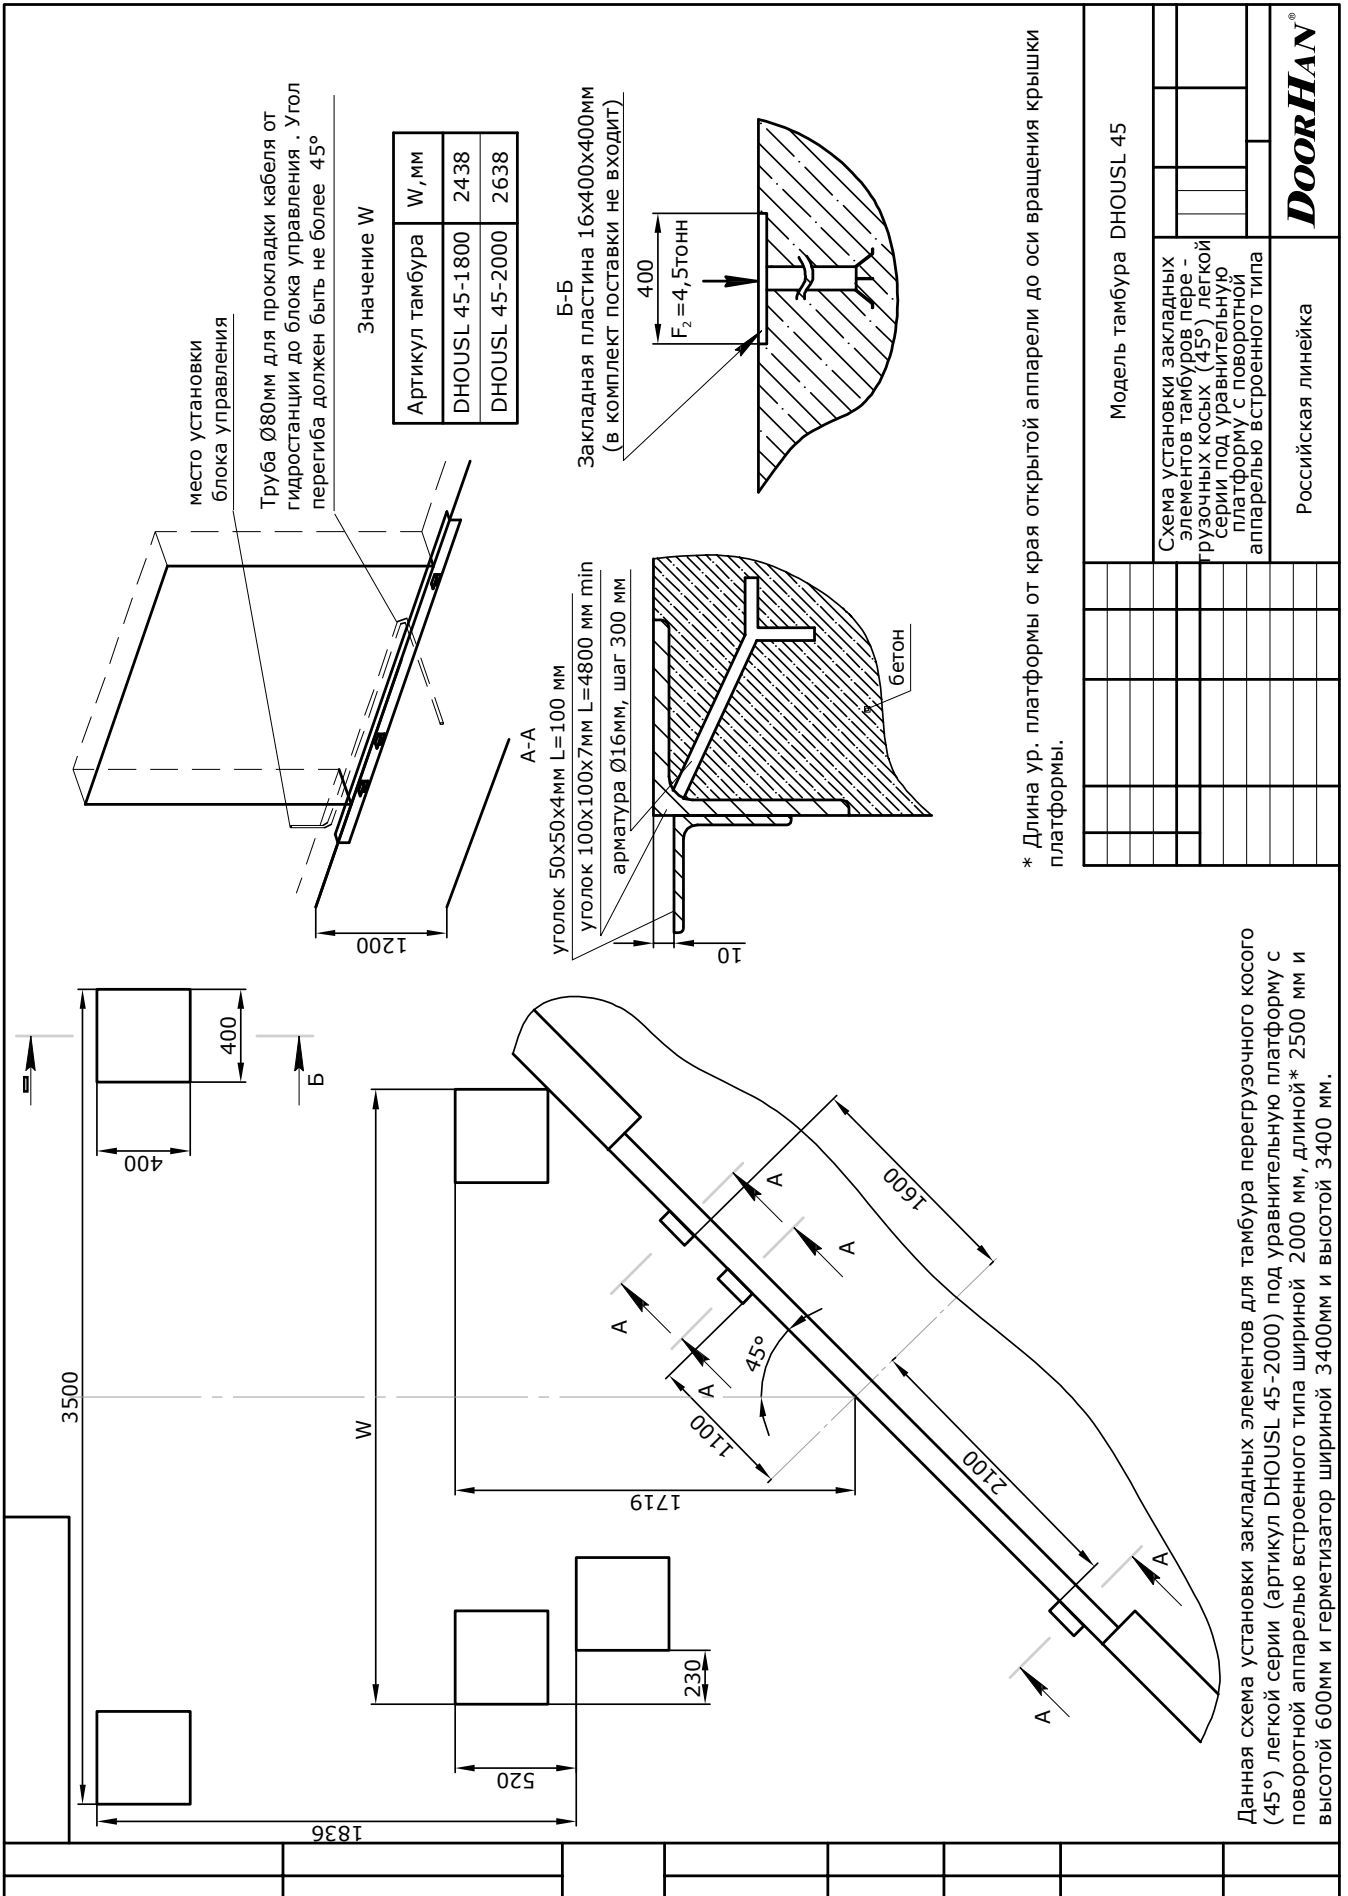 3500
400
400
Б
W
1719
1100
45°
1600
2100
520
230
1836
А
А
А
А
А
А
А
А
1200
место установки
блока управления
Труба Ø80мм для прокладки кабеля от
гидростанции до блока управления . Угол
перегиба должен быть не более 45°
Значение W
Артикул тамбура W,мм
DHOUSL 45-1800 2438
DHOUSL 45-2000 2638
А-А
уголок 50х50х4мм L=100 мм
уголок 100х100х7мм L=4800 мм min
арматура Ø16мм, шаг 300 мм
10
бетон
Б-Б
Закладная пластина 16х400х400мм
(в комплект поставки не входит)
400
F₂=4,5тонн
* Длина ур. платформы от края открытой аппарели до оси вращения крышки
платформы.
Данная схема установки закладных элементов для тамбура перегрузочного косого
(45°) легкой серии (артикул DHOUSL 45-2000) под уравнительную платформу с
поворотной аппарелью встроенного типа шириной 2000 мм, длиной* 2500 мм и
высотой 600мм и герметизатор шириной 3400мм и высотой 3400 мм.
Модель тамбура DHOUSL 45
Схема установки закладных
элементов тамбуров пере -
грузочных косых (45°) легкой
серии под уравнительную
платформу с поворотной
аппарелью встроенного типа
Российская линейка
DOORHAN®